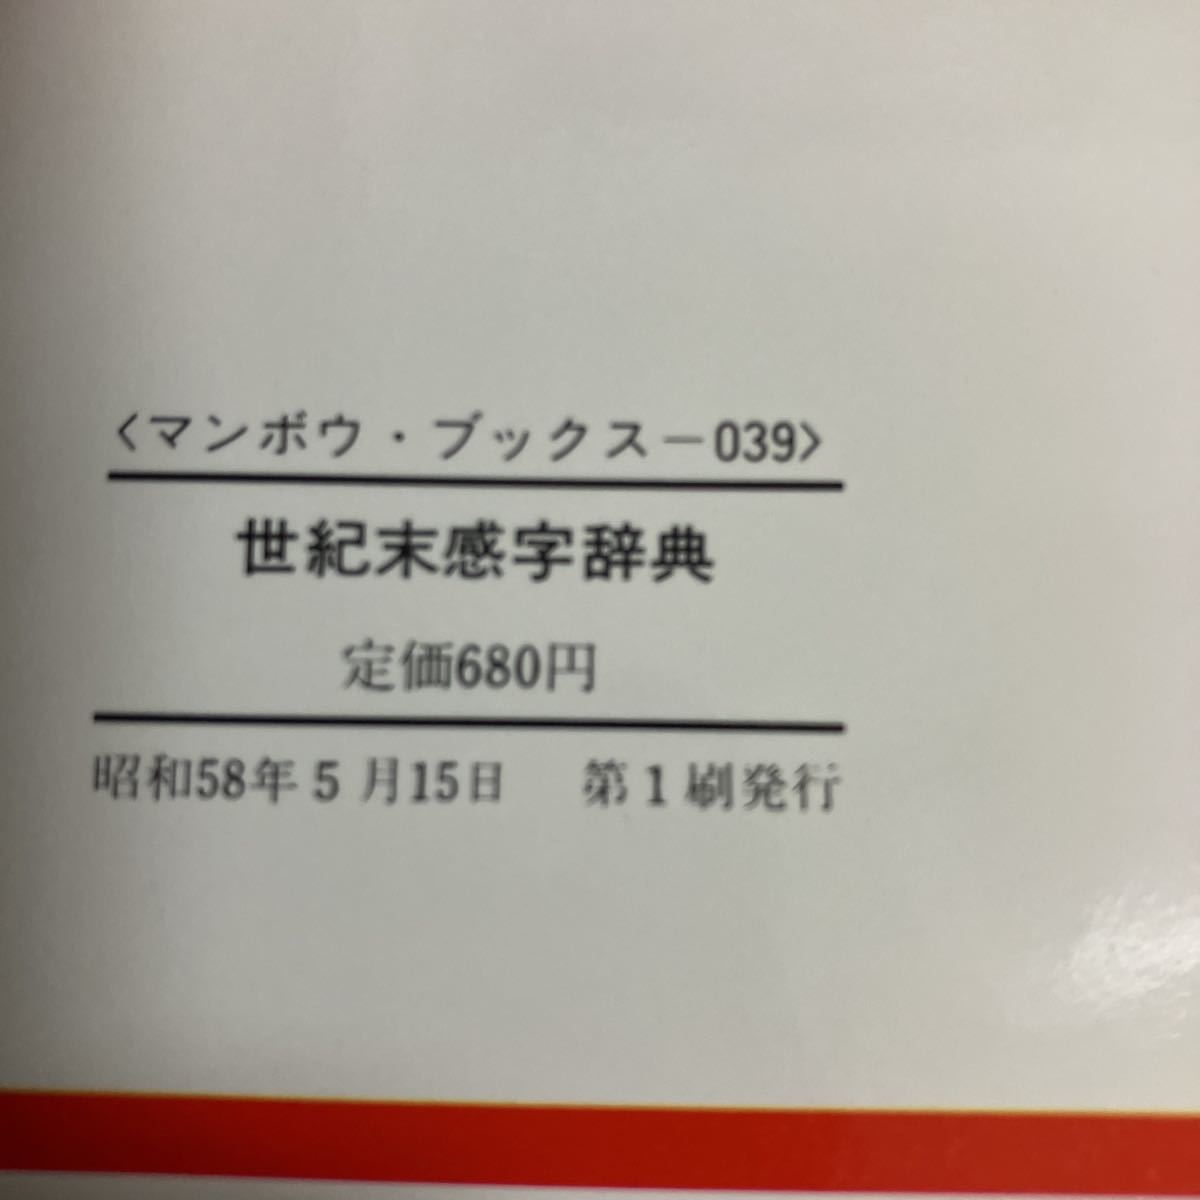 〈マンボウ・ブックス－039〉
世紀末感字辞典
定価680円
昭和58年5月15日　第1刷発行